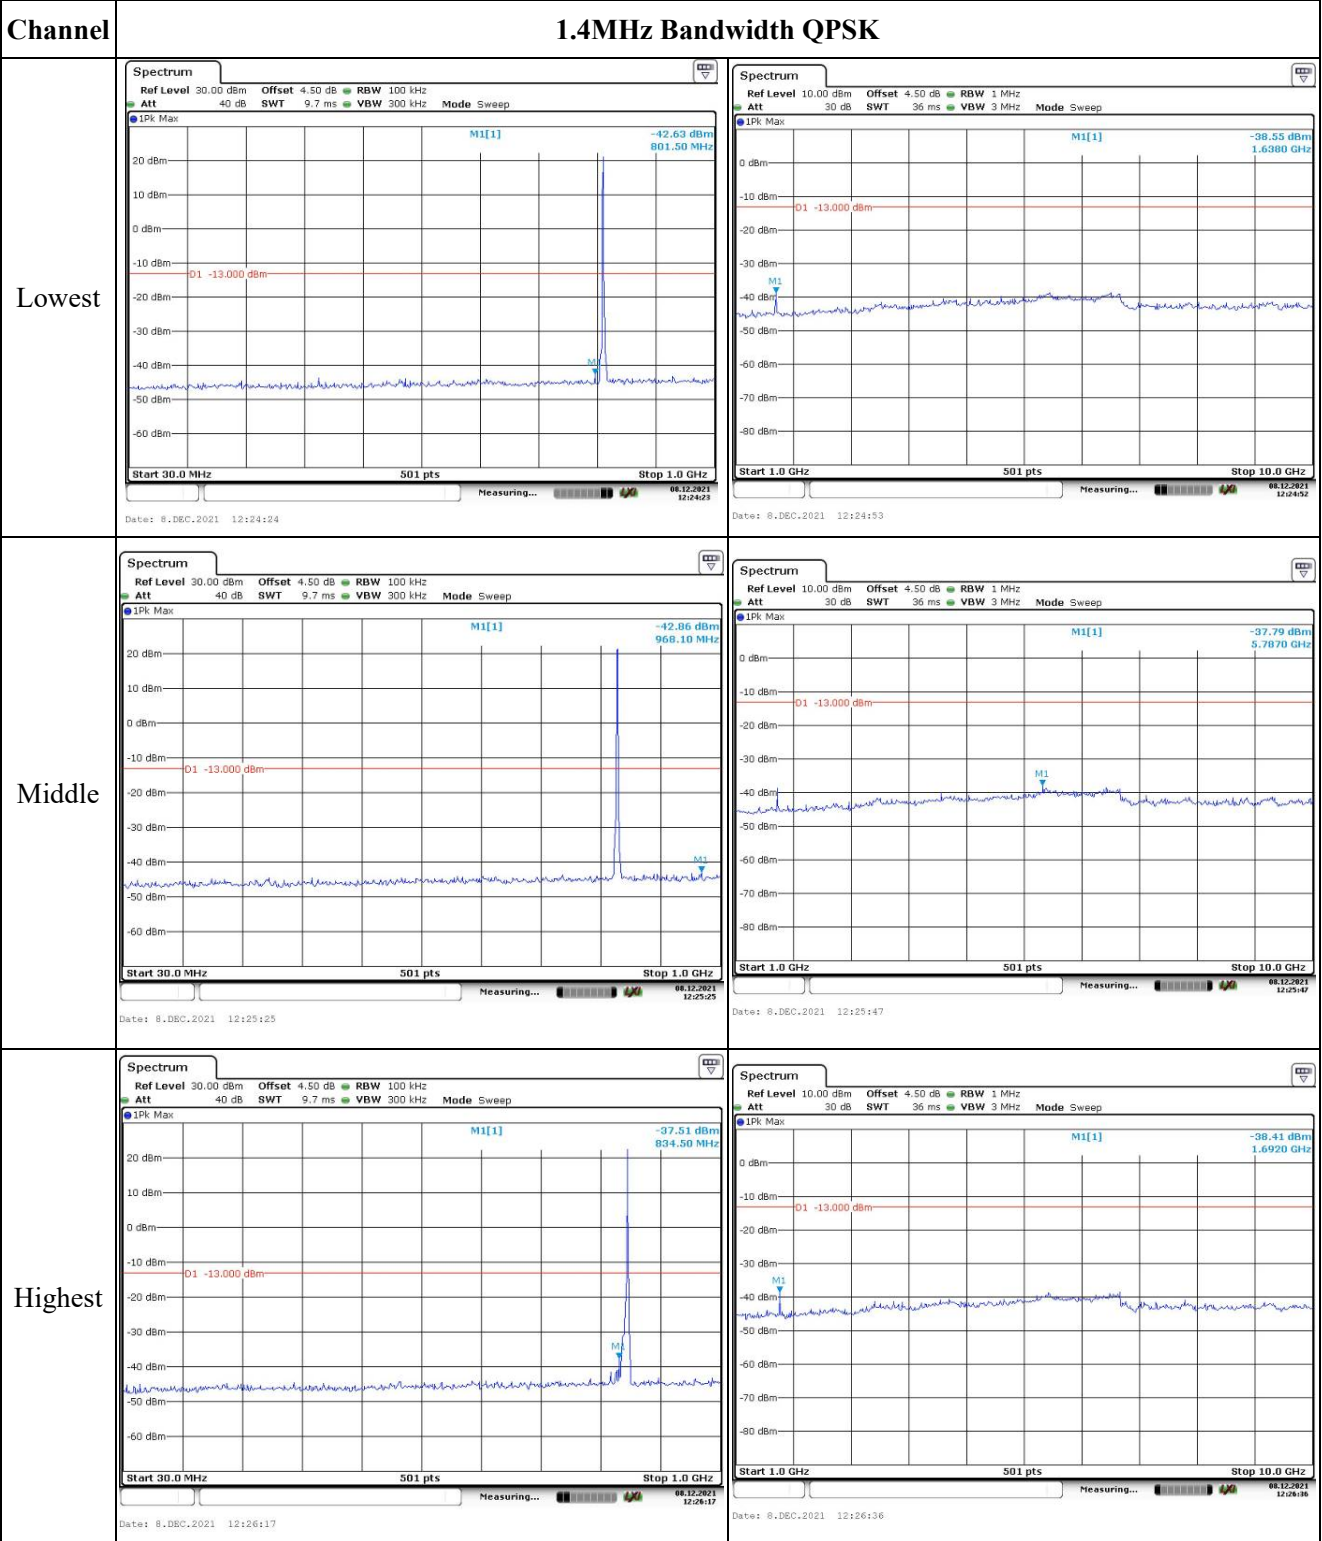 Channel 1.4MHz Bandwidth QPSK
Lowest
Spectrum
Ref Level 30.00 dBm Offset 4.50 dB RBW 100 kHz
Att 40 dB SWT 9.7 ms VBW 300 kHz Mode Sweep
1Pk Max
M1[1] -42.63 dBm
801.50 MHz
20 dBm
10 dBm
0 dBm
-10 dBm
D1 -13.000 dBm
-20 dBm
-30 dBm
-40 dBm
-50 dBm
-60 dBm
Start 30.0 MHz 501 pts Stop 1.0 GHz
Measuring... 08.12.2021
12:24:23
Date: 8.DEC.2021 12:24:24
Spectrum
Ref Level 10.00 dBm Offset 4.50 dB RBW 1 MHz
Att 30 dB SWT 36 ms VBW 3 MHz Mode Sweep
1Pk Max
M1[1] -38.55 dBm
1.6380 GHz
0 dBm
-10 dBm
D1 -13.000 dBm
-20 dBm
-30 dBm
M1
-40 dBm
-50 dBm
-60 dBm
-70 dBm
-80 dBm
Start 1.0 GHz 501 pts Stop 10.0 GHz
Measuring... 08.12.2021
12:24:52
Date: 8.DEC.2021 12:24:53
Middle
Spectrum
Ref Level 30.00 dBm Offset 4.50 dB RBW 100 kHz
Att 40 dB SWT 9.7 ms VBW 300 kHz Mode Sweep
1Pk Max
M1[1] -42.86 dBm
968.10 MHz
20 dBm
10 dBm
0 dBm
-10 dBm
D1 -13.000 dBm
-20 dBm
-30 dBm
-40 dBm
M1
-50 dBm
-60 dBm
Start 30.0 MHz 501 pts Stop 1.0 GHz
Measuring... 08.12.2021
12:25:25
Date: 8.DEC.2021 12:25:25
Spectrum
Ref Level 10.00 dBm Offset 4.50 dB RBW 1 MHz
Att 30 dB SWT 36 ms VBW 3 MHz Mode Sweep
1Pk Max
M1[1] -37.79 dBm
5.7870 GHz
0 dBm
-10 dBm
D1 -13.000 dBm
-20 dBm
-30 dBm
M1
-40 dBm
-50 dBm
-60 dBm
-70 dBm
-80 dBm
Start 1.0 GHz 501 pts Stop 10.0 GHz
Measuring... 08.12.2021
12:25:47
Date: 8.DEC.2021 12:25:47
Highest
Spectrum
Ref Level 30.00 dBm Offset 4.50 dB RBW 100 kHz
Att 40 dB SWT 9.7 ms VBW 300 kHz Mode Sweep
1Pk Max
M1[1] -37.51 dBm
834.50 MHz
20 dBm
10 dBm
0 dBm
-10 dBm
D1 -13.000 dBm
-20 dBm
-30 dBm
-40 dBm
-50 dBm
-60 dBm
Start 30.0 MHz 501 pts Stop 1.0 GHz
Measuring... 08.12.2021
12:26:17
Date: 8.DEC.2021 12:26:17
Spectrum
Ref Level 10.00 dBm Offset 4.50 dB RBW 1 MHz
Att 30 dB SWT 36 ms VBW 3 MHz Mode Sweep
1Pk Max
M1[1] -38.41 dBm
1.6920 GHz
0 dBm
-10 dBm
D1 -13.000 dBm
-20 dBm
-30 dBm
M1
-40 dBm
-50 dBm
-60 dBm
-70 dBm
-80 dBm
Start 1.0 GHz 501 pts Stop 10.0 GHz
Measuring... 08.12.2021
12:26:36
Date: 8.DEC.2021 12:26:36